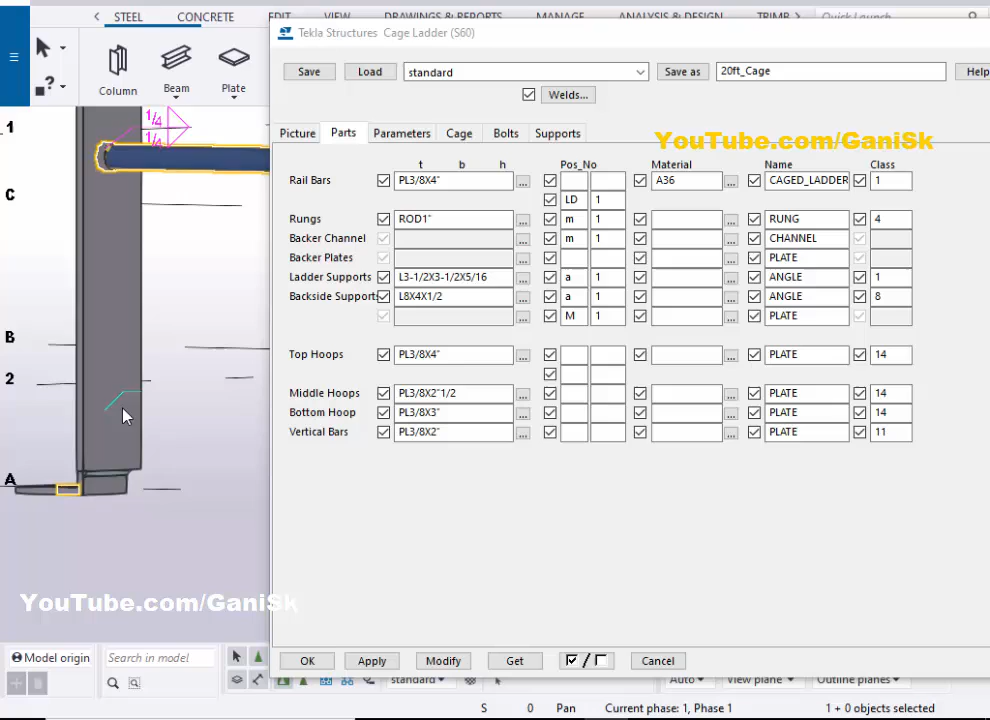 STEEL CONCRETE EDIT VIEW DRAWINGS & REPORTS MANAGE ANALYSIS & DESIGN TRIMB Quick Launch
Tekla Structures Cage Ladder (S60)
Save Load standard Save as 20ft_Cage Help
Welds...
Column Beam Plate
Picture Parts Parameters Cage Bolts Supports
YouTube.com/GaniSk
t b h Pos_No Material Name Class
Rail Bars PL3/8X4" ... A36 ... CAGED_LADDER 1
LD 1
Rungs ROD1" ... m 1 ... RUNG 4
Backer Channel ... m 1 ... CHANNEL
Backer Plates ... ... PLATE
Ladder Supports L3-1/2X3-1/2X5/16 ... a 1 ... ANGLE 1
Backside Supports L8X4X1/2 ... a 1 ... ANGLE 8
... M 1 ... PLATE
Top Hoops PL3/8X4" ... ... PLATE 14
Middle Hoops PL3/8X2"1/2 ... ... PLATE 14
Bottom Hoop PL3/8X3" ... ... PLATE 14
Vertical Bars PL3/8X2" ... ... PLATE 11
1/4
1/4
1
C
B
2
A
YouTube.com/GaniSk
OK Apply Modify Get / Cancel
Model origin Search in model
standard Auto View plane Outline planes
S 0 Pan Current phase: 1, Phase 1 1 + 0 objects selected